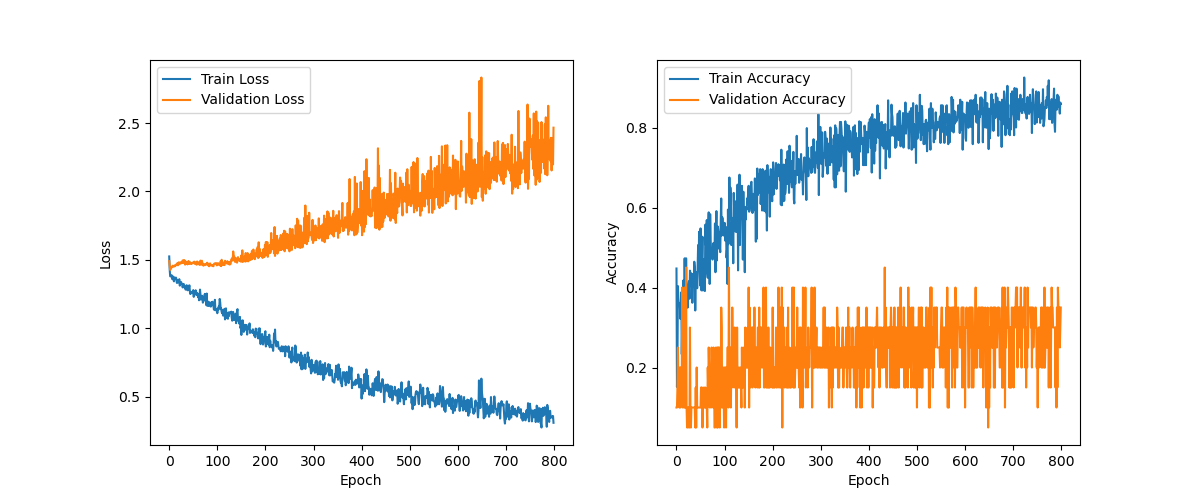 Train Loss
Validation Loss
2.5
2.0
1.5
1.0
0.5
Loss
0 100 200 300 400 500 600 700 800
Epoch
Train Accuracy
Validation Accuracy
0.8
0.6
0.4
0.2
Accuracy
0 100 200 300 400 500 600 700 800
Epoch